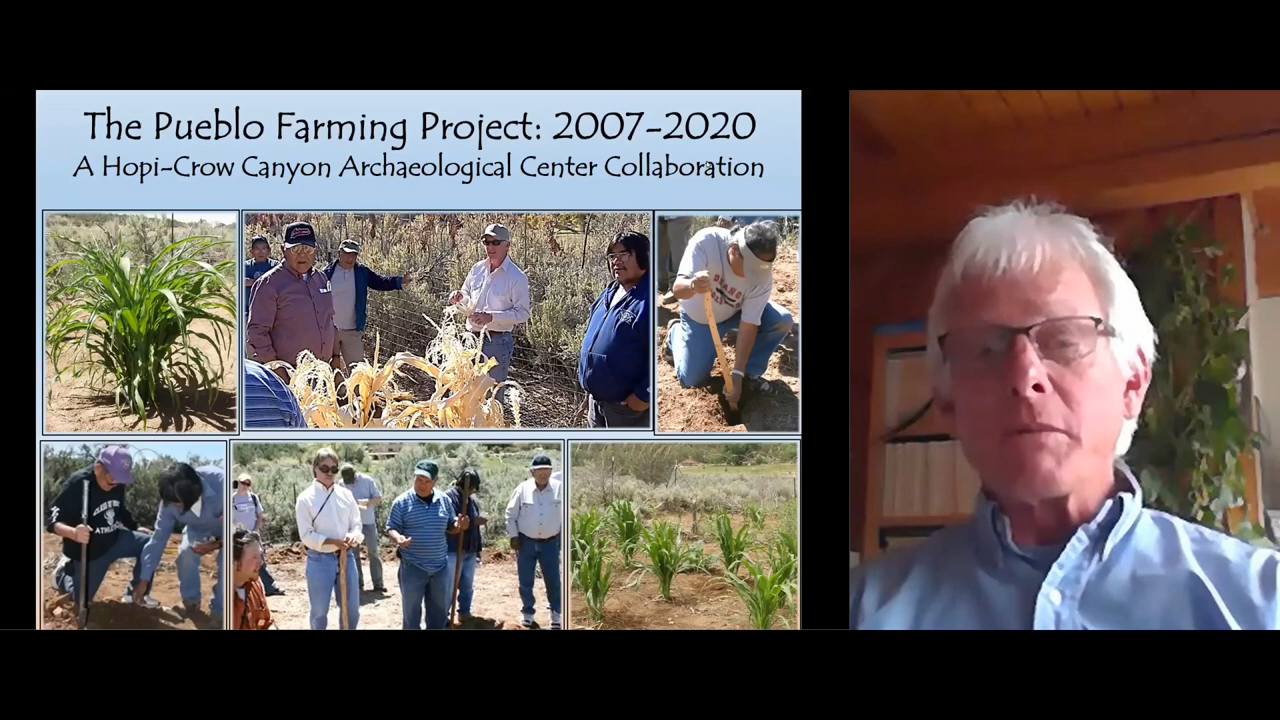 The Pueblo Farming Project: 2007-2020
A Hopi-Crow Canyon Archaeological Center Collaboration